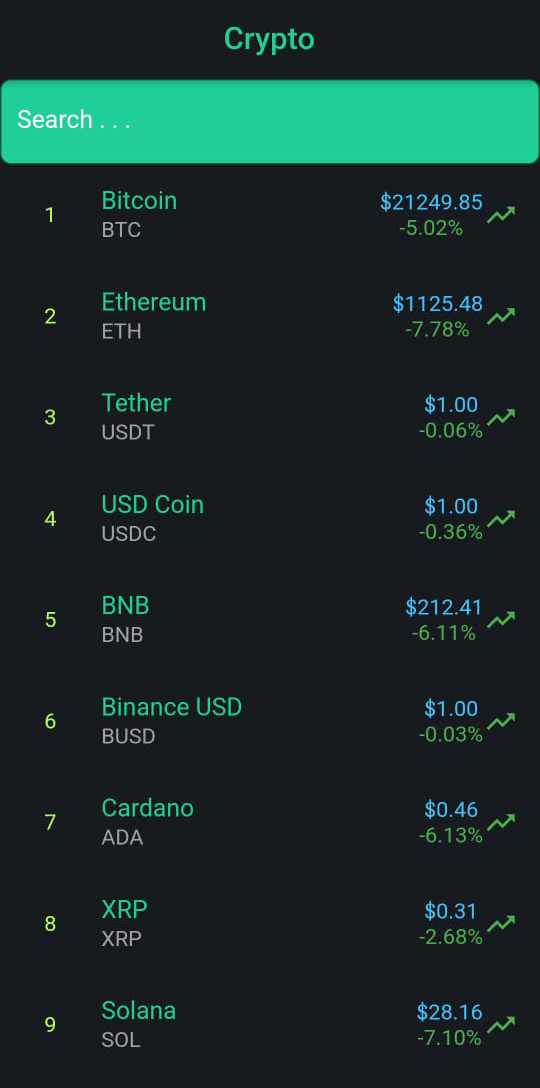 Crypto
Search . . .
1
Bitcoin
BTC
$21249.85
-5.02%
2
Ethereum
ETH
$1125.48
-7.78%
3
Tether
USDT
$1.00
-0.06%
4
USD Coin
USDC
$1.00
-0.36%
5
BNB
BNB
$212.41
-6.11%
6
Binance USD
BUSD
$1.00
-0.03%
7
Cardano
ADA
$0.46
-6.13%
8
XRP
XRP
$0.31
-2.68%
9
Solana
SOL
$28.16
-7.10%